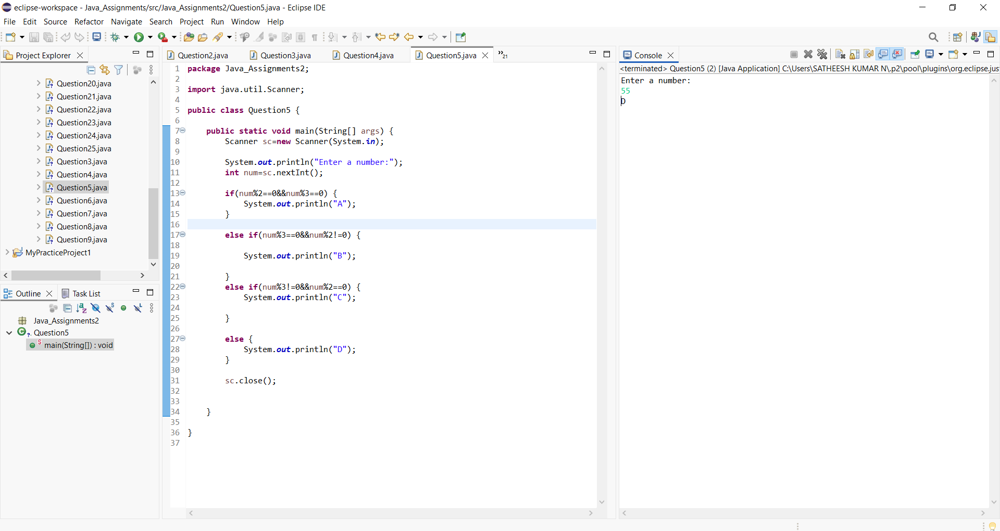 eclipse-workspace - Java_Assignments/src/Java_Assignments2/Question5.java - Eclipse IDE
File Edit Source Refactor Navigate Search Project Run Window Help
Project Explorer
Question20.java
Question21.java
Question22.java
Question23.java
Question24.java
Question25.java
Question3.java
Question4.java
Question5.java
Question6.java
Question7.java
Question8.java
Question9.java
MyPracticeProject1
Outline Task List
Java_Assignments2
Question5
main(String[]) : void
Question2.java Question3.java Question4.java Question5.java »21
1 package Java_Assignments2;
2
3 import java.util.Scanner;
4
5 public class Question5 {
6
7 public static void main(String[] args) {
8 Scanner sc=new Scanner(System.in);
9
10 System.out.println("Enter a number:");
11 int num=sc.nextInt();
12
13 if(num%2==0&&num%3==0) {
14 System.out.println("A");
15 }
16
17 else if(num%3==0&&num%2!=0) {
18
19 System.out.println("B");
20
21 }
22 else if(num%3!=0&&num%2==0) {
23 System.out.println("C");
24
25 }
26
27 else {
28 System.out.println("D");
29 }
30
31 sc.close();
32
33
34 }
35
36 }
37
Console
<terminated> Question5 (2) [Java Application] C:\Users\SATHEESH KUMAR N\.p2\pool\plugins\org.eclipse.jus
Enter a number:
55
D